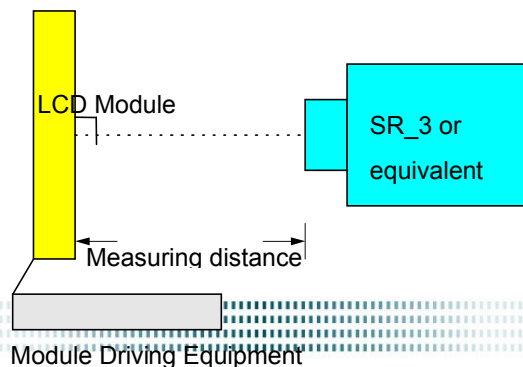 LCD Module
SR_3 or
equivalent
Measuring distance
Module Driving Equipment